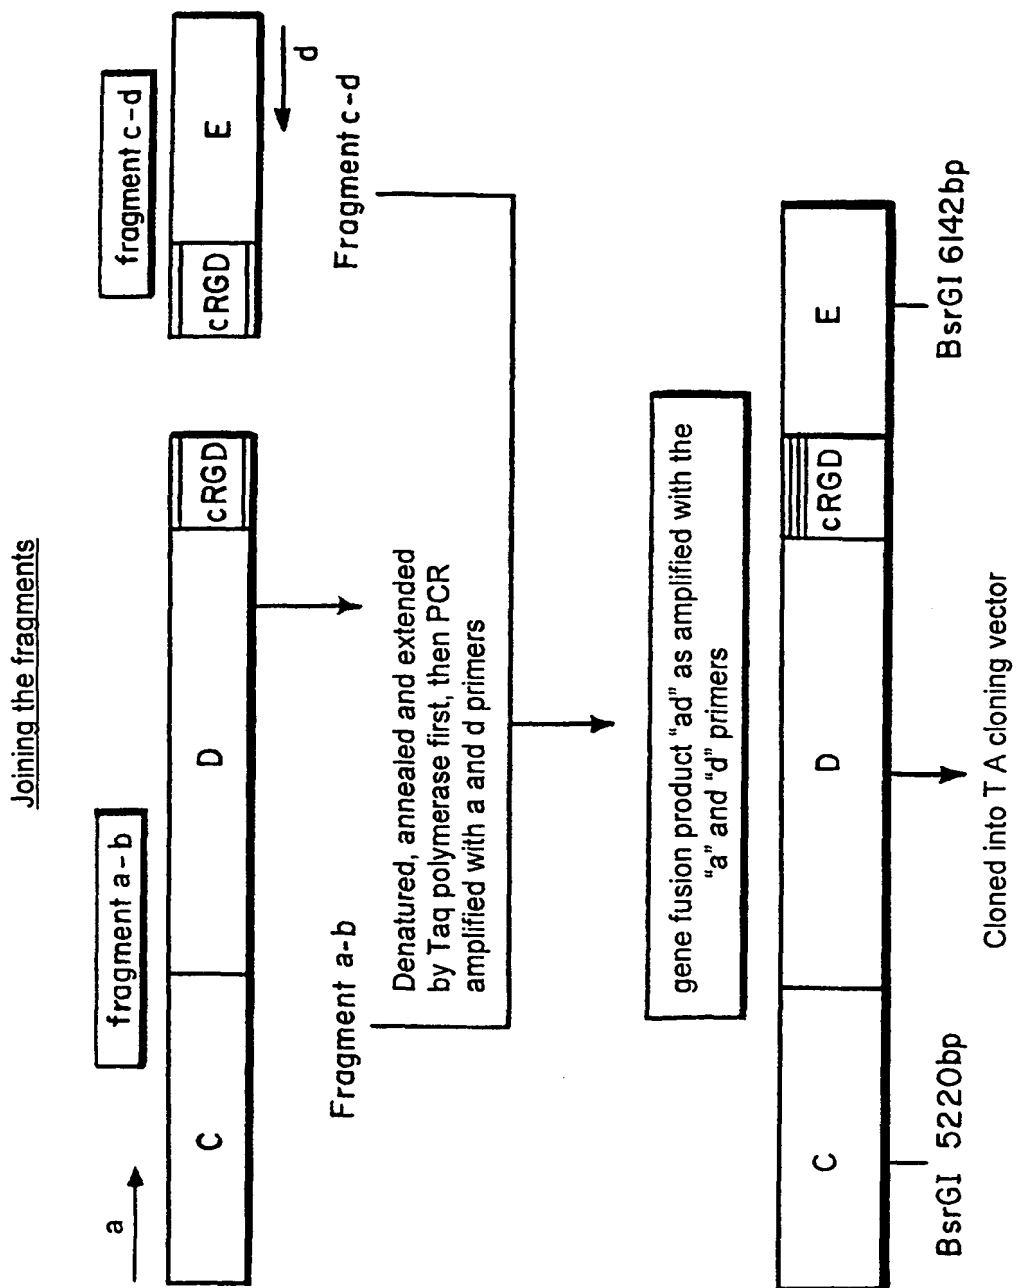 Joining the fragments
fragment a-b
fragment c-d
a
C
D
cRGD
cRGD
E
d
Fragment a-b
Fragment c-d
Denatured, annealed and extended
by Taq polymerase first, then PCR
amplified with a and d primers
gene fusion product "ad" as amplified with the
"a" and "d" primers
C
D
cRGD
E
BsrGI 5220bp
BsrGI 6142bp
Cloned into T A cloning vector